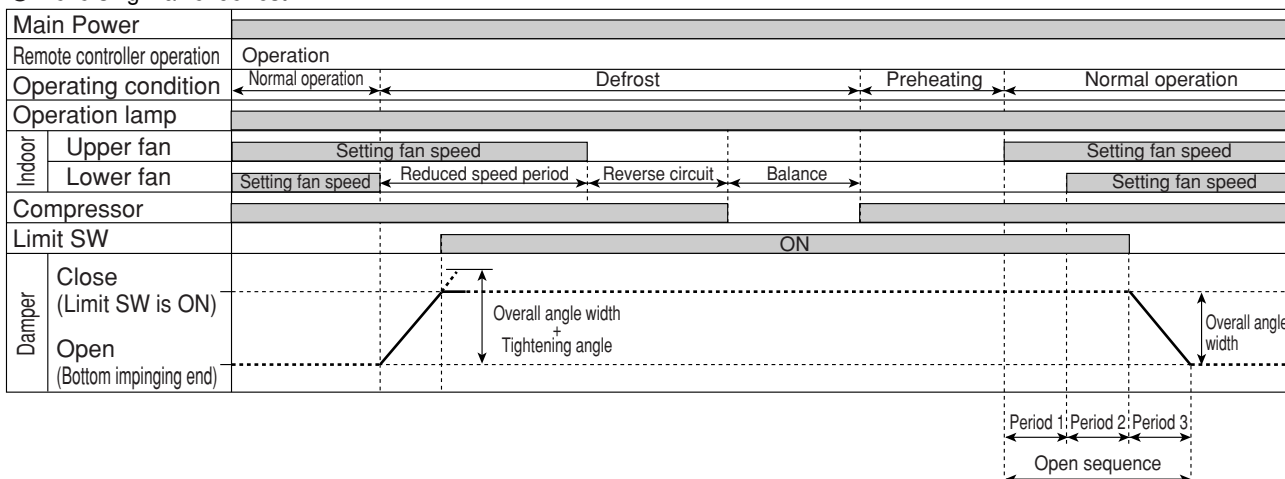 Main Power
Remote controller operation Operation
Operating condition Normal operation Defrost Preheating Normal operation
Operation lamp
Indoor
Upper fan Setting fan speed Setting fan speed
Lower fan Setting fan speed Reduced speed period Reverse circuit Balance Setting fan speed
Compressor
Limit SW ON
Damper
Close
(Limit SW is ON)
Open
(Bottom impinging end)
Overall angle width
+
Tightening angle
Overall angle
width
Period 1 Period 2 Period 3
Open sequence